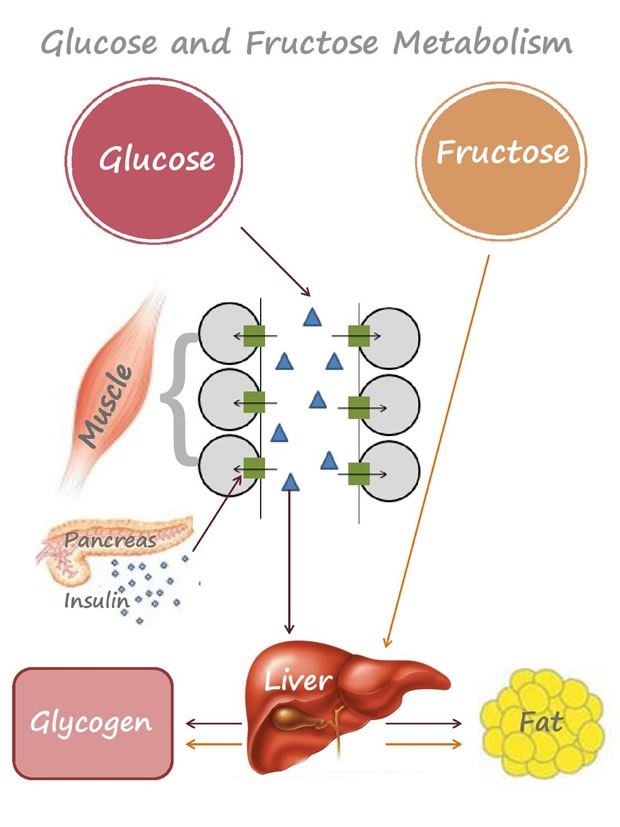 Glucose and Fructose Metabolism
Glucose
Fructose
Muscle
Pancreas
Insulin
Liver
Glycogen
Fat